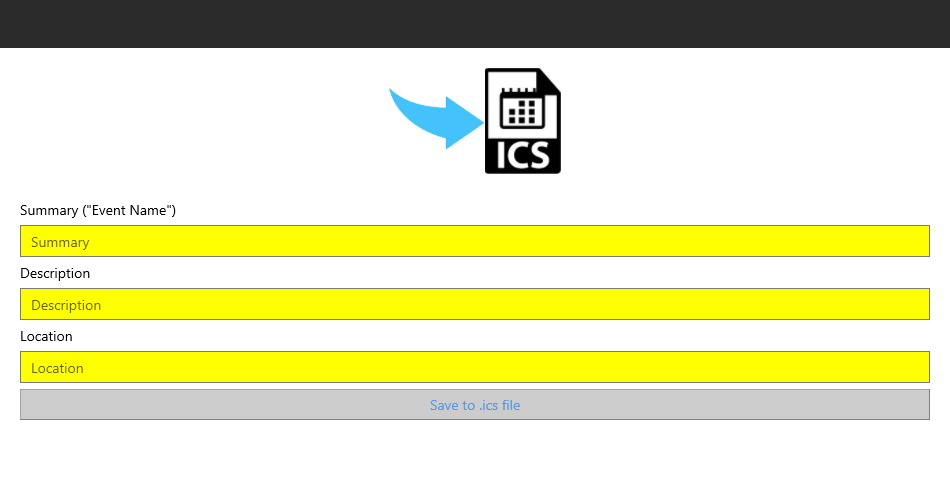 ICS
Summary ("Event Name")
Summary
Description
Description
Location
Location
Save to .ics file